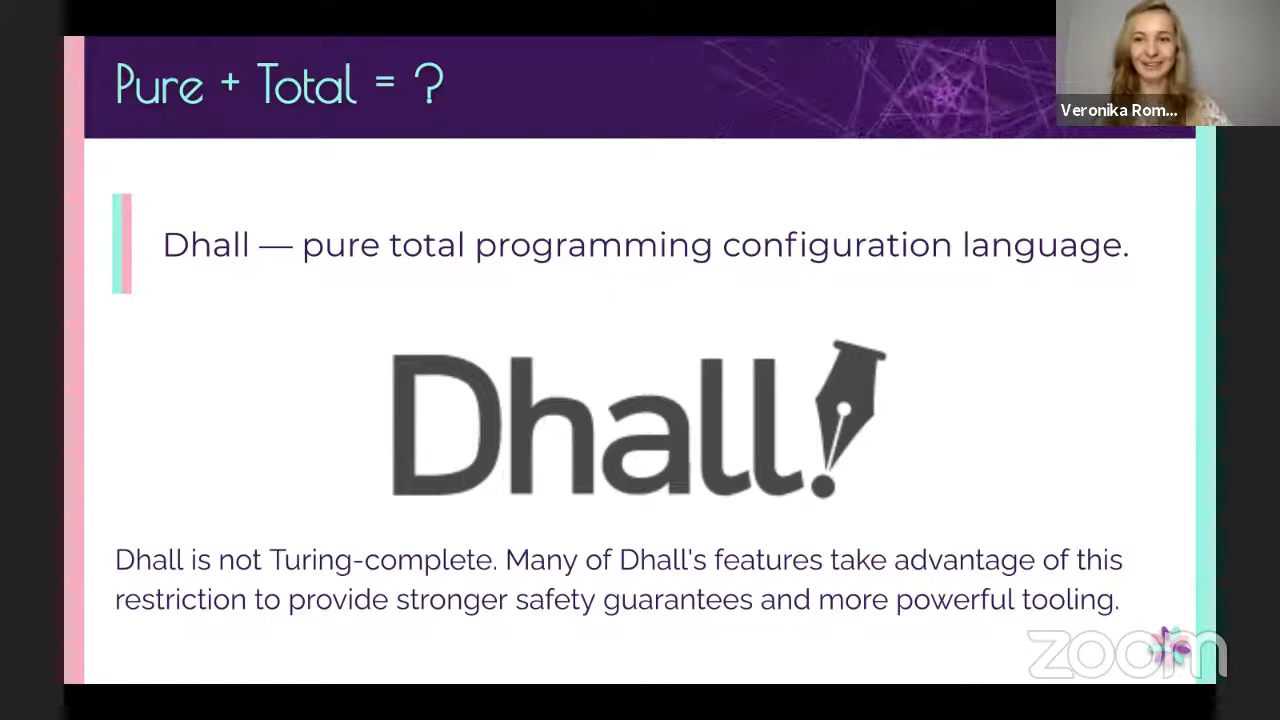 Pure + Total = ?
Veronika Rom...
Dhall — pure total programming configuration language.
Dhall!
Dhall is not Turing-complete. Many of Dhall's features take advantage of this
restriction to provide stronger safety guarantees and more powerful tooling.
zoom